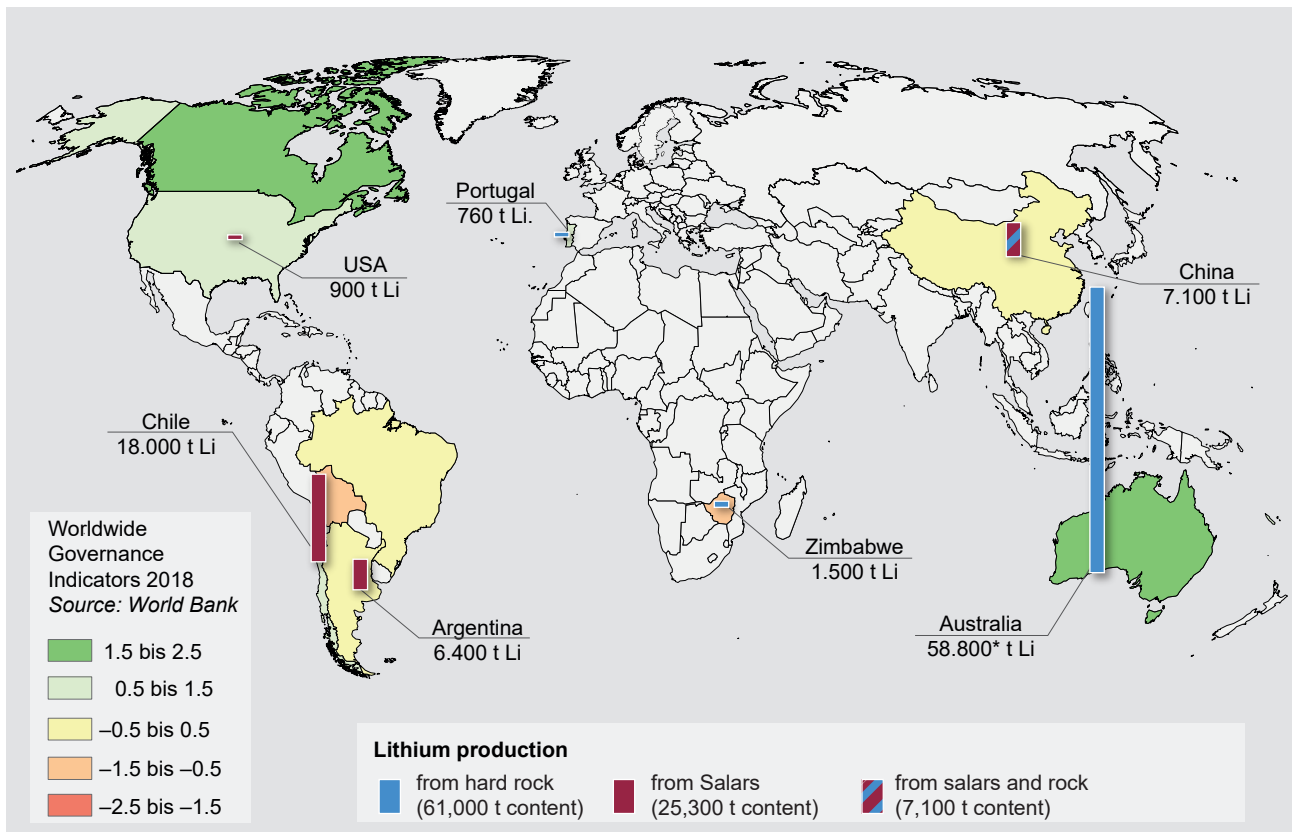 Portugal
760 t Li.
USA
900 t Li
China
7.100 t Li
Chile
18.000 t Li
Zimbabwe
1.500 t Li
Argentina
6.400 t Li
Australia
58.800* t Li
Worldwide
Governance
Indicators 2018
Source: World Bank
1.5 bis 2.5
0.5 bis 1.5
–0.5 bis 0.5
–1.5 bis –0.5
–2.5 bis –1.5
Lithium production
from hard rock
(61,000 t content)
from Salars
(25,300 t content)
from salars and rock
(7,100 t content)